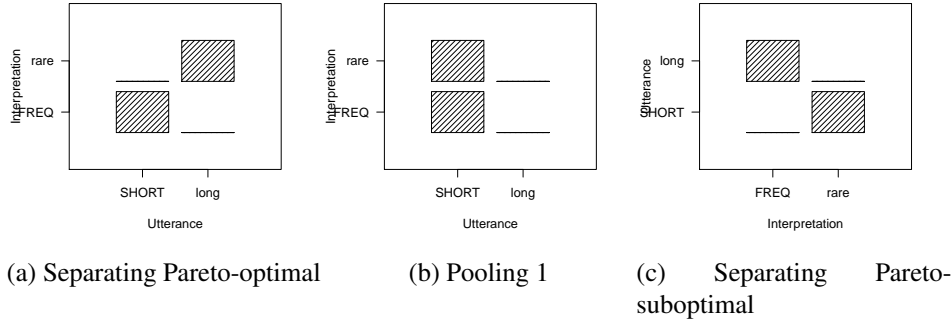 rare
FREQ
Interpretation
SHORT long
Utterance
(a) Separating Pareto-optimal
rare
FREQ
Interpretation
SHORT long
Utterance
(b) Pooling 1
long
SHORT
Utterance
FREQ rare
Interpretation
(c) Separating Pareto-
suboptimal